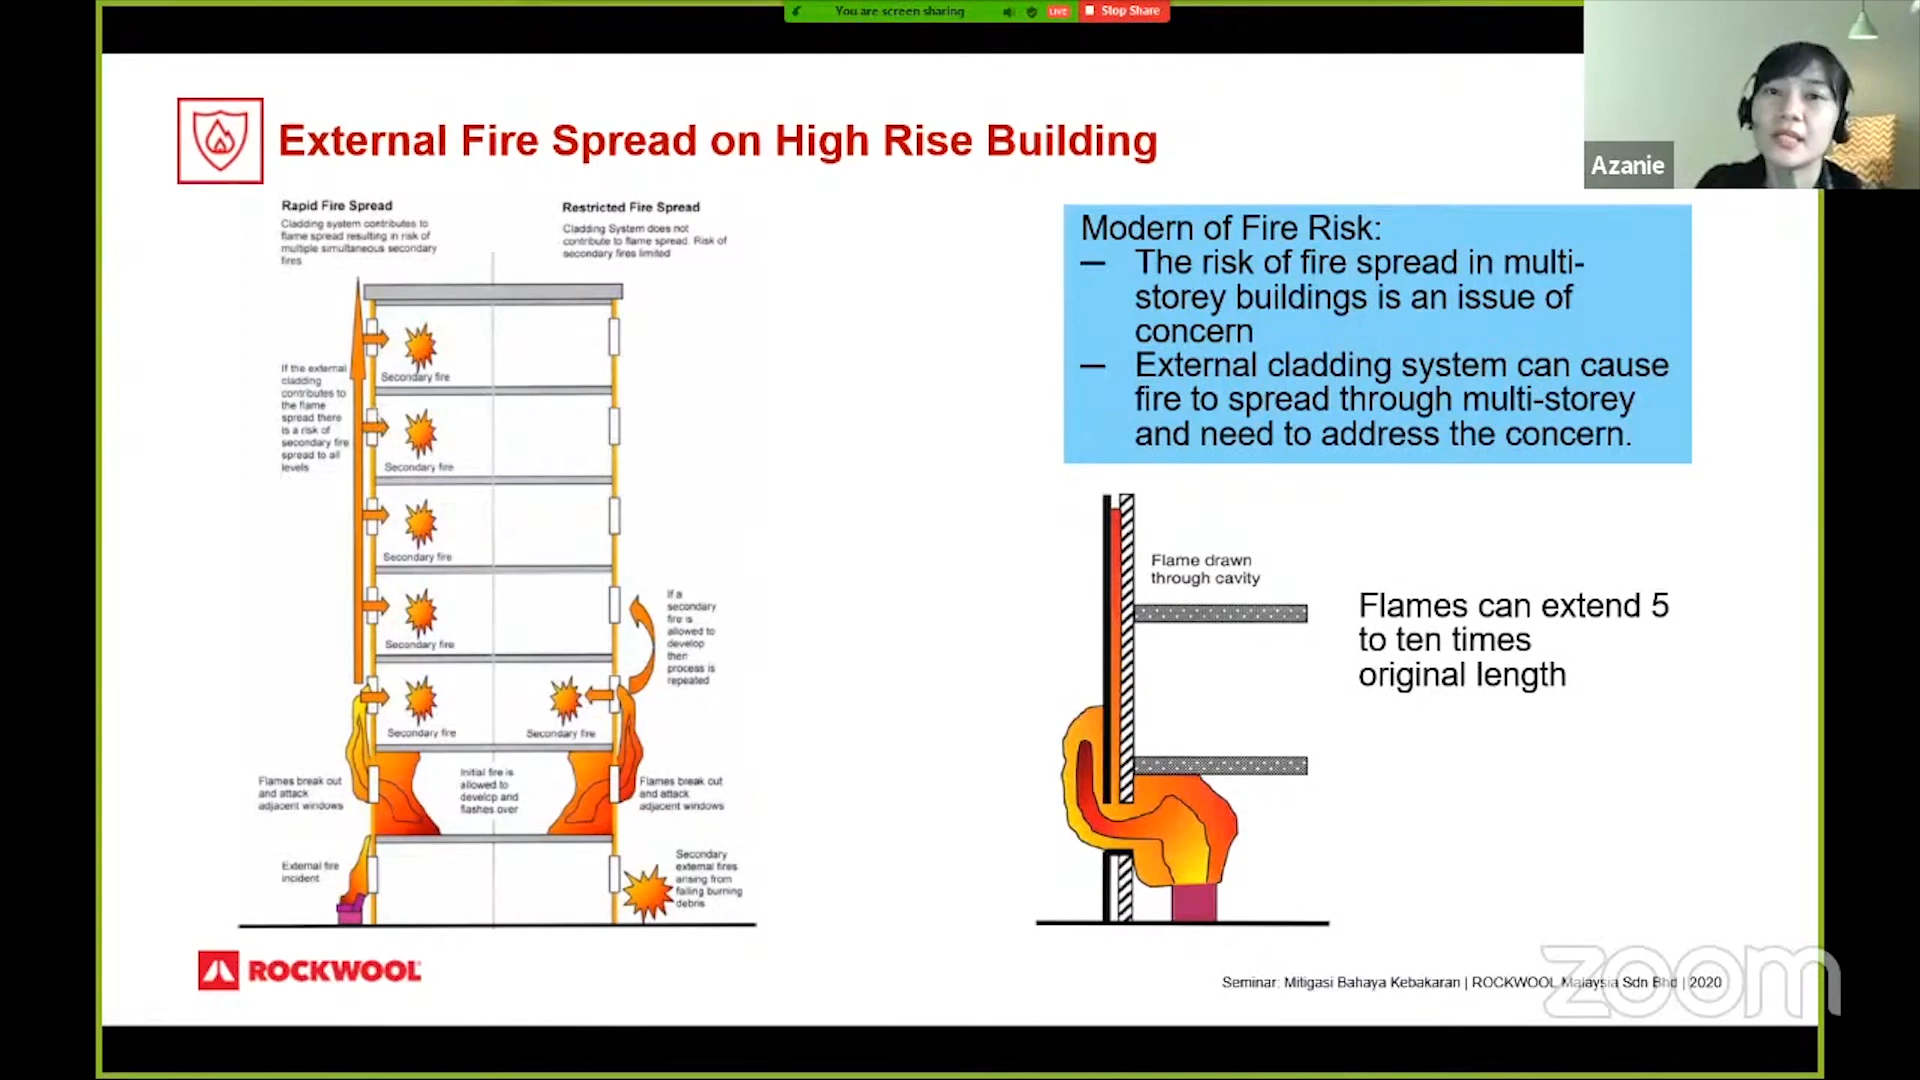 You are screen sharing
LIVE
Stop Share
Azanie
External Fire Spread on High Rise Building
Rapid Fire Spread
Cladding system contributes to
flame spread resulting in risk of
multiple simultaneous secondary
fires
Restricted Fire Spread
Cladding System does not
contribute to flame spread. Risk of
secondary fires limited
If the external
cladding
contributes to
the flame
spread there
is a risk of
secondary fire
spread to all
levels
Secondary fire
Secondary fire
Secondary fire
Secondary fire
Secondary fire
Secondary fire
If a
secondary
fire is
allowed to
develop
then
process is
repeated
Flames break out
and attack
adjacent windows
Initial fire is
allowed to
develop and
flashes over
Flames break out
and attack
adjacent windows
External fire
incident
Secondary
external fires
arising from
falling burning
debris
Modern of Fire Risk:
— The risk of fire spread in multi-
storey buildings is an issue of
concern
— External cladding system can cause
fire to spread through multi-storey
and need to address the concern.
Flame drawn
through cavity
Flames can extend 5
to ten times
original length
ROCKWOOL
Seminar: Mitigasi Bahaya Kebakaran | ROCKWOOL Malaysia Sdn Bhd | 2020
zoom